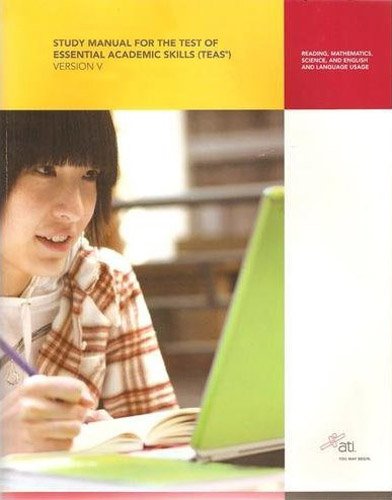 STUDY MANUAL FOR THE TEST OF
ESSENTIAL ACADEMIC SKILLS (TEAS®)
VERSION V
READING, MATHEMATICS,
SCIENCE, AND ENGLISH
AND LANGUAGE USAGE
ati
YOU MAY BEGIN.